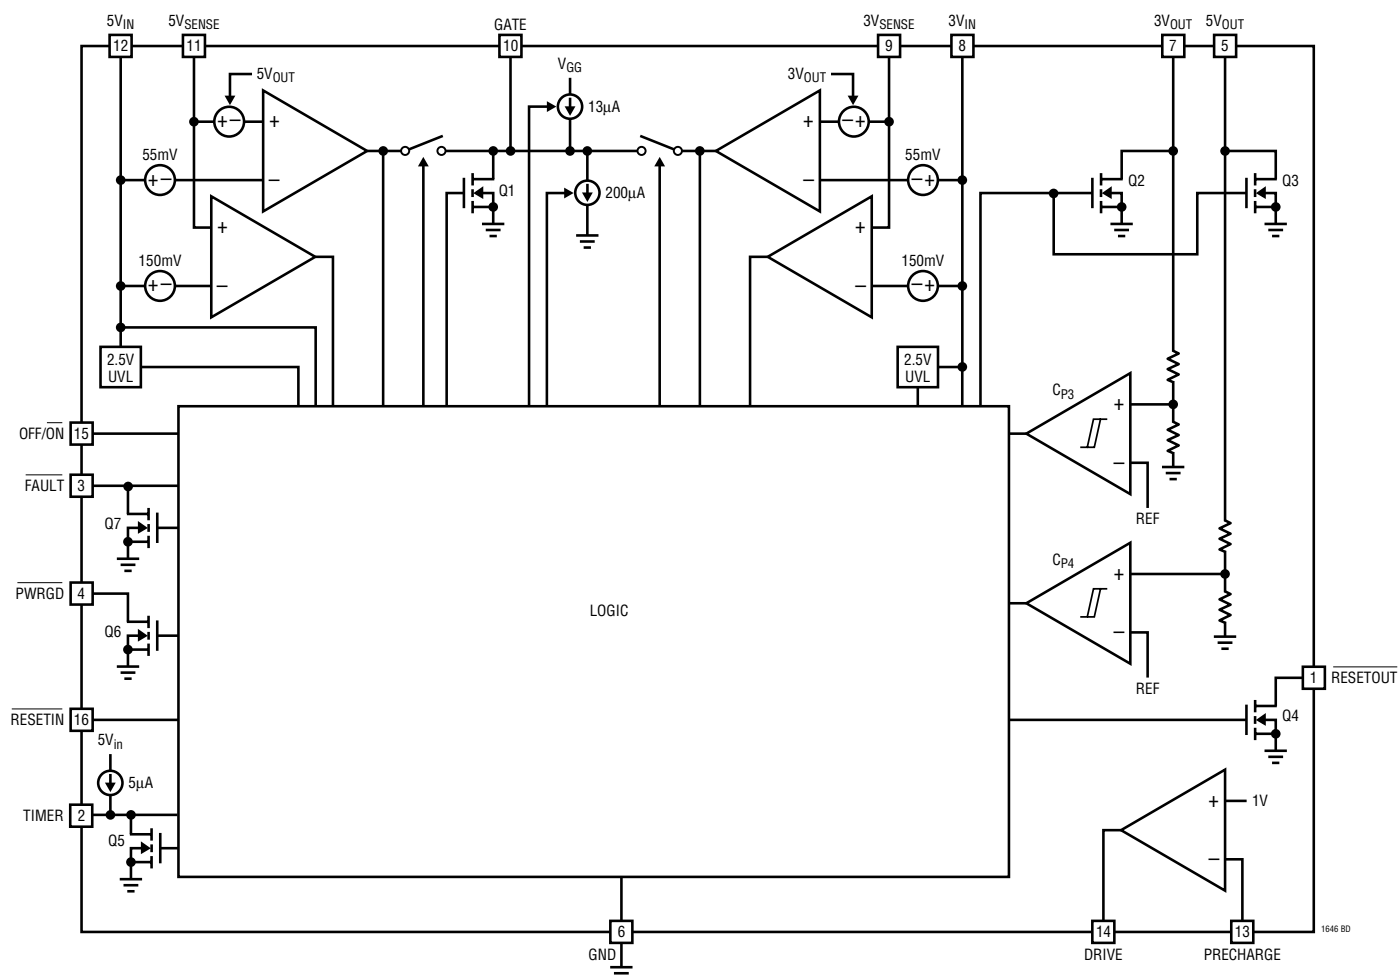 5VIN
5VSENSE
GATE
3VSENSE
3VIN
3VOUT
5VOUT
12
11
10
9
8
7
5
5VOUT
VGG
3VOUT
13µA
+−
+
+
−+
55mV
55mV
+−
−
Q1
200µA
−
−+
Q2
Q3
+
+
150mV
150mV
+−
−
−
−+
2.5V
UVL
2.5V
UVL
CP3
+
−
REF
OFF/ON
15
FAULT
3
Q7
CP4
+
−
REF
PWRGD
4
Q6
LOGIC
1
RESETOUT
RESETIN
16
Q4
5Vin
5µA
TIMER
2
Q5
+
1V
−
6
14
13
GND
DRIVE
PRECHARGE
1646 BD